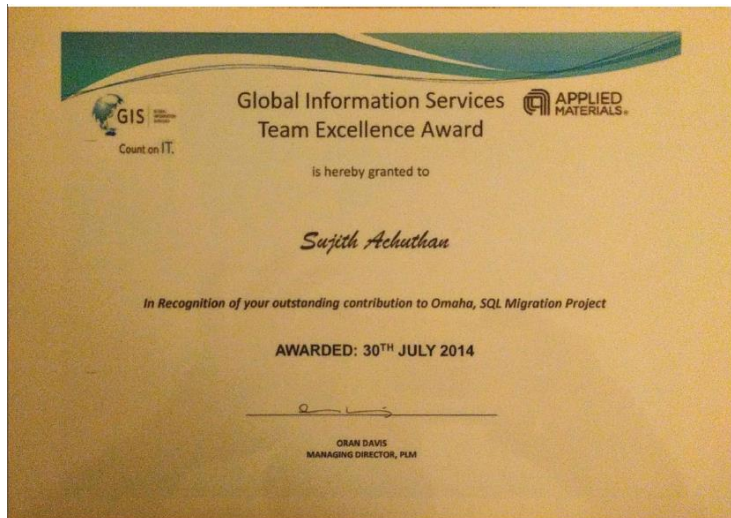 GIS
Count on IT.
APPLIED
MATERIALS®
Global Information Services
Team Excellence Award
is hereby granted to
Sujith Achuthan
In Recognition of your outstanding contribution to Omaha, SQL Migration Project
AWARDED: 30TH JULY 2014
ORAN DAVIS
MANAGING DIRECTOR, PLM